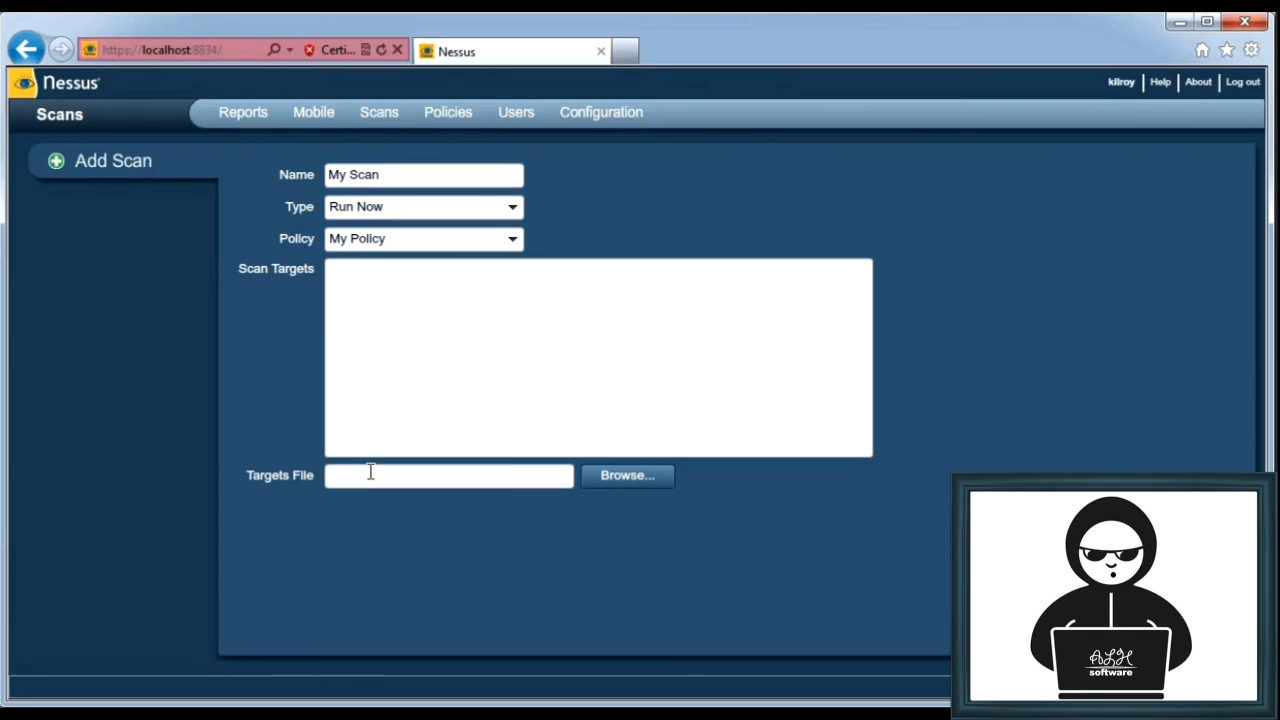 https://localhost:8834/
Certi...
Nessus
Nessus
kilroy Help About Log out
Scans
Reports Mobile Scans Policies Users Configuration
Add Scan
Name My Scan
Type Run Now
Policy My Policy
Scan Targets
Targets File Browse...
ALH
software